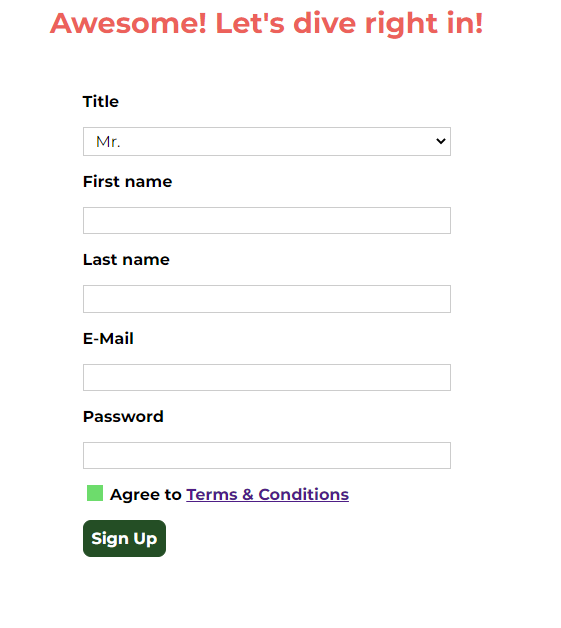 Awesome! Let's dive right in!
Title
Mr.
First name
Last name
E-Mail
Password
Agree to Terms & Conditions
Sign Up